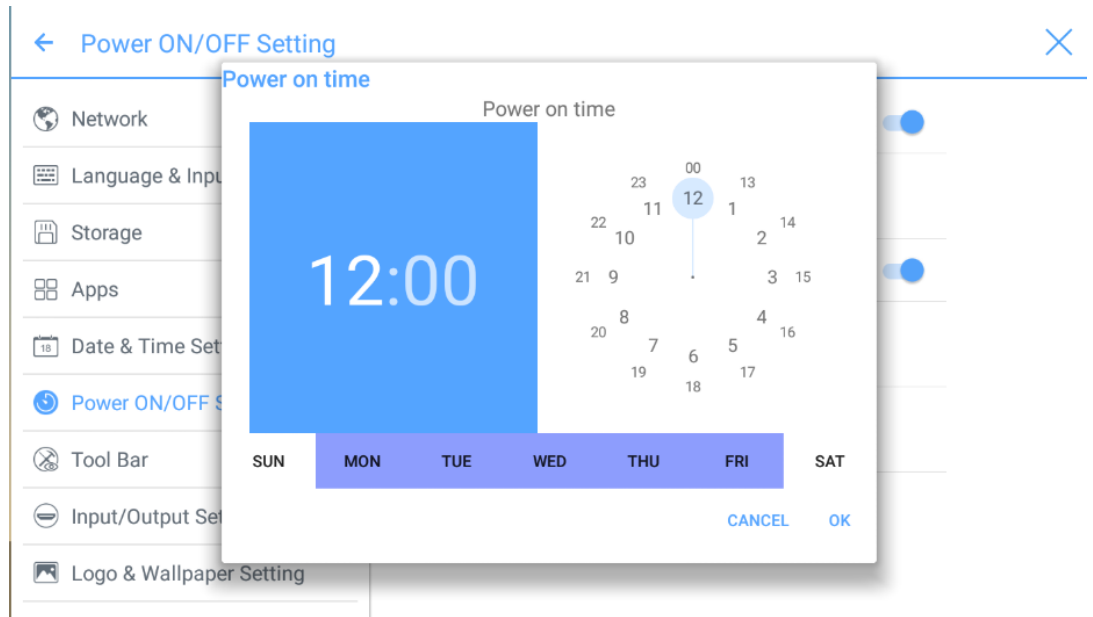 Power ON/OFF Setting
Power on time
Power on time
Network
Language & Inpu
Storage
Apps
Date & Time Set
18
Power ON/OFF S
Tool Bar
Input/Output Set
Logo & Wallpaper Setting
12:00
00
23 13
12
11 1
22 14
10 2
21 9 3 15
8 4
20 16
7 5
6
19 17
18
SUN MON TUE WED THU FRI SAT
CANCEL OK